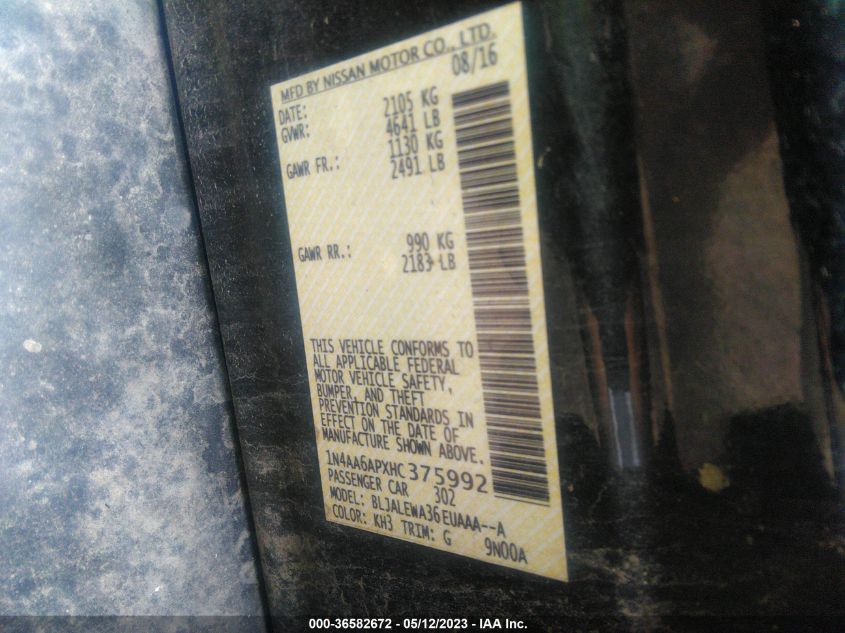 MFD BY NISSAN MOTOR CO., LTD.
DATE: 08/16
GVWR: 2105 KG
4641 LB
GAWR FR.: 1130 KG
2491 LB
GAWR RR.: 990 KG
2183 LB
THIS VEHICLE CONFORMS TO
ALL APPLICABLE FEDERAL
MOTOR VEHICLE SAFETY,
BUMPER, AND THEFT
PREVENTION STANDARDS IN
EFFECT ON THE DATE OF
MANUFACTURE SHOWN ABOVE.
1N4AA6APXHC375992
PASSENGER CAR 302
MODEL: BLJALEWA36EUAAA--A
COLOR: KH3 TRIM: G 9N00A
000-36582672 - 05/12/2023 - IAA Inc.